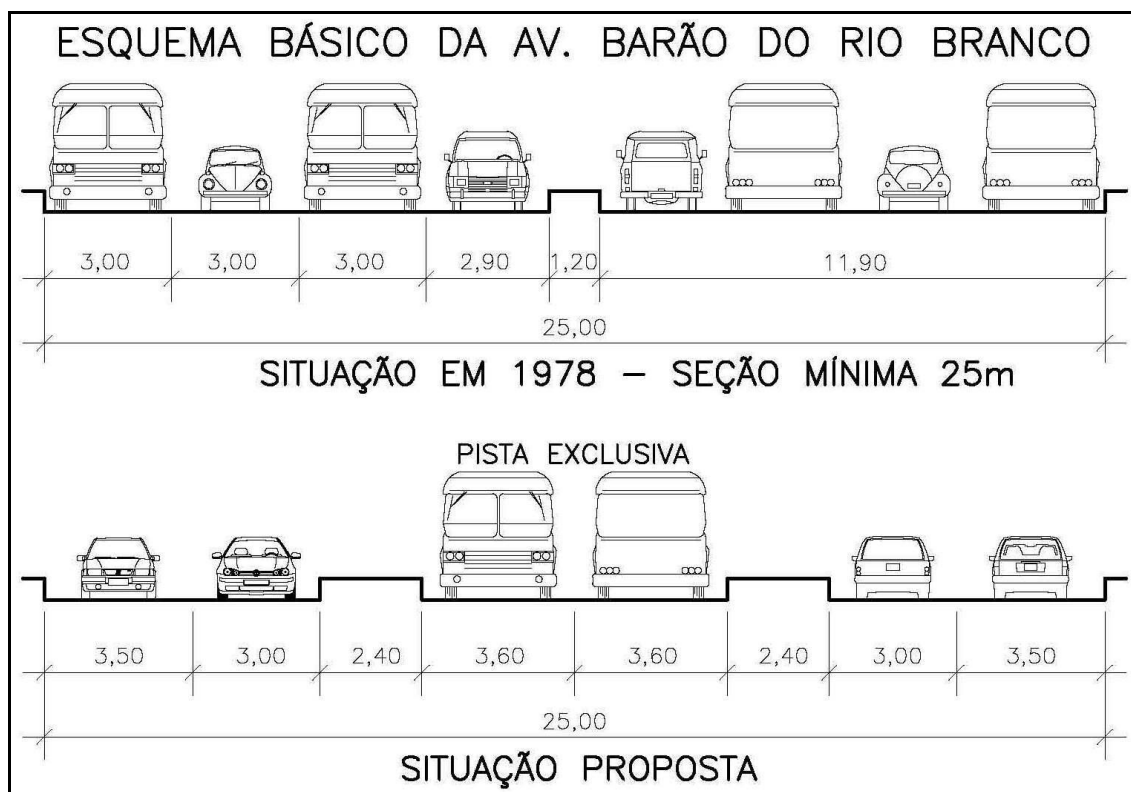 ESQUEMA BÁSICO DA AV. BARÃO DO RIO BRANCO
3,00 3,00 3,00 2,90 1,20 11,90
25,00
SITUAÇÃO EM 1978 – SEÇÃO MÍNIMA 25m
PISTA EXCLUSIVA
3,50 3,00 2,40 3,60 3,60 2,40 3,00 3,50
25,00
SITUAÇÃO PROPOSTA